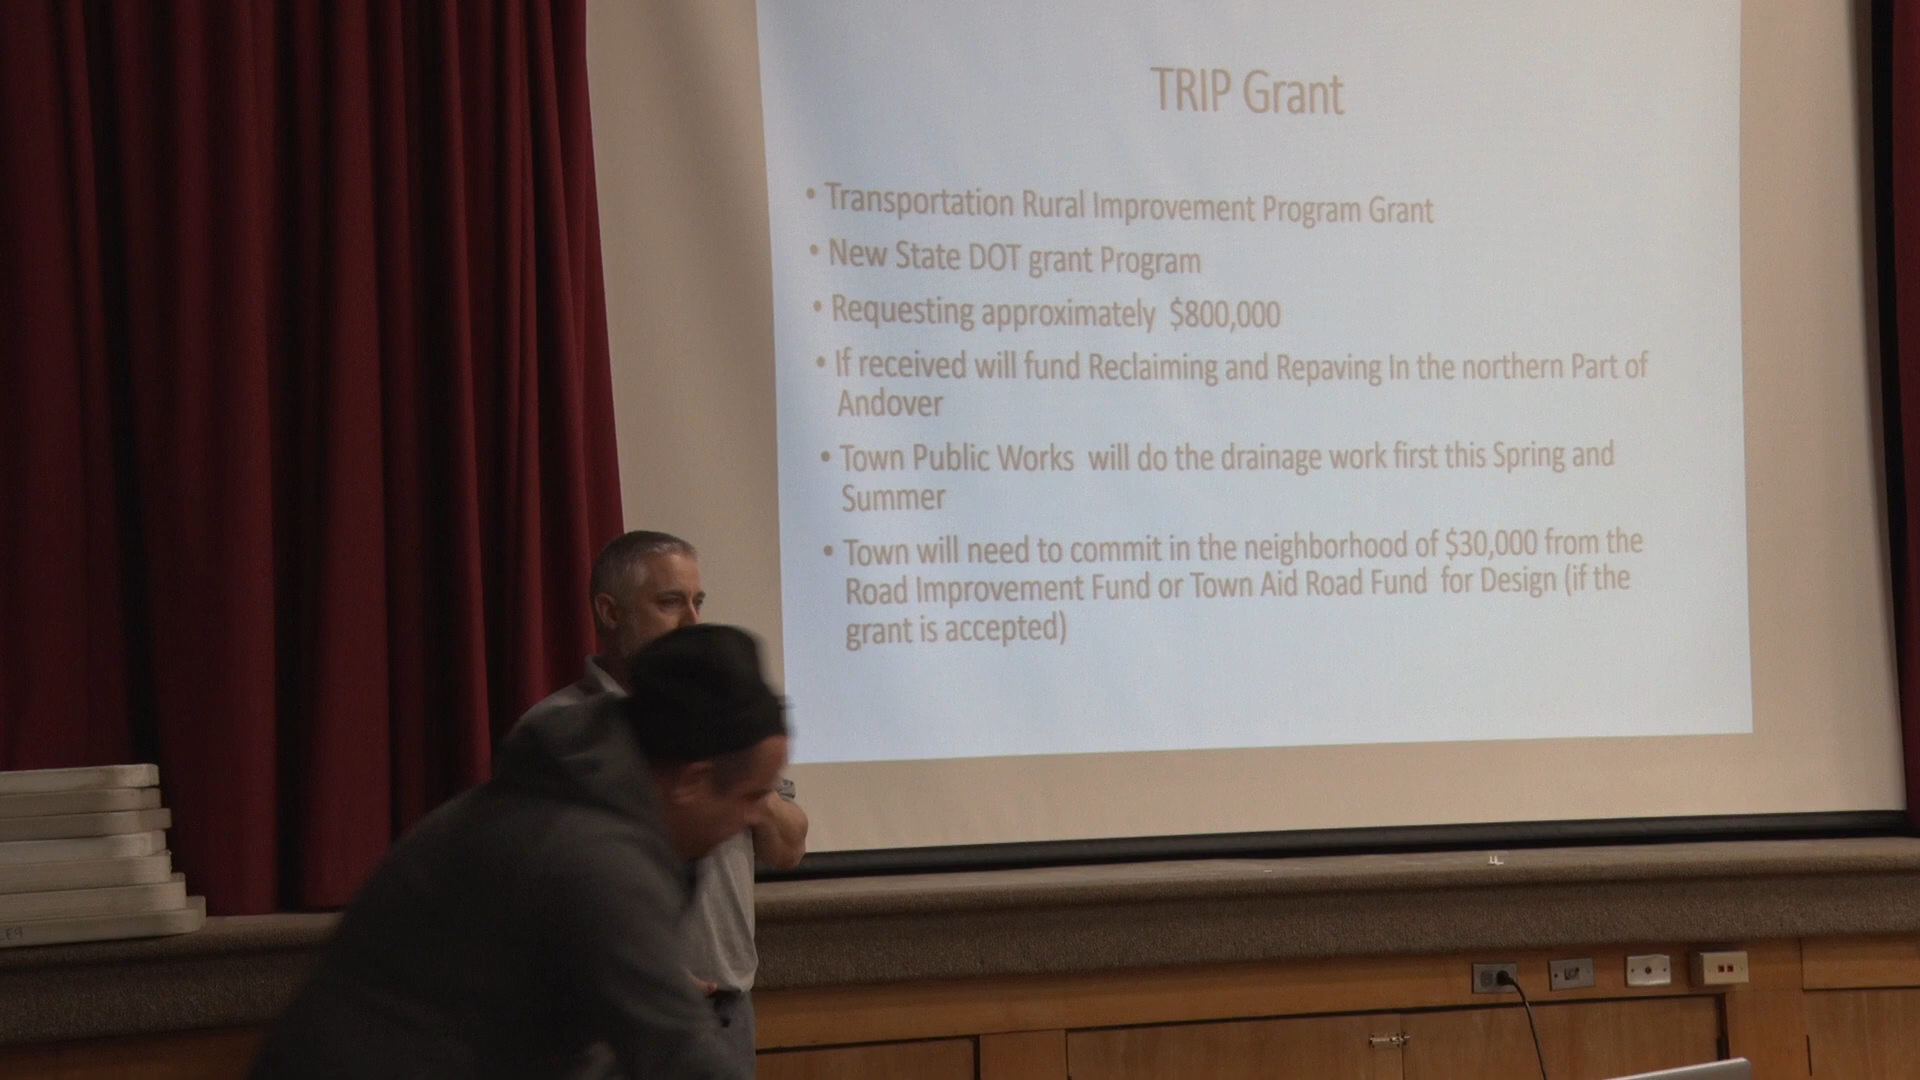 TRIP Grant
• Transportation Rural Improvement Program Grant
• New State DOT grant Program
• Requesting approximately $800,000
• If received will fund Reclaiming and Repaving In the northern Part of
Andover
• Town Public Works will do the drainage work first this Spring and
Summer
• Town will need to commit in the neighborhood of $30,000 from the
Road Improvement Fund or Town Aid Road Fund for Design (if the
grant is accepted)